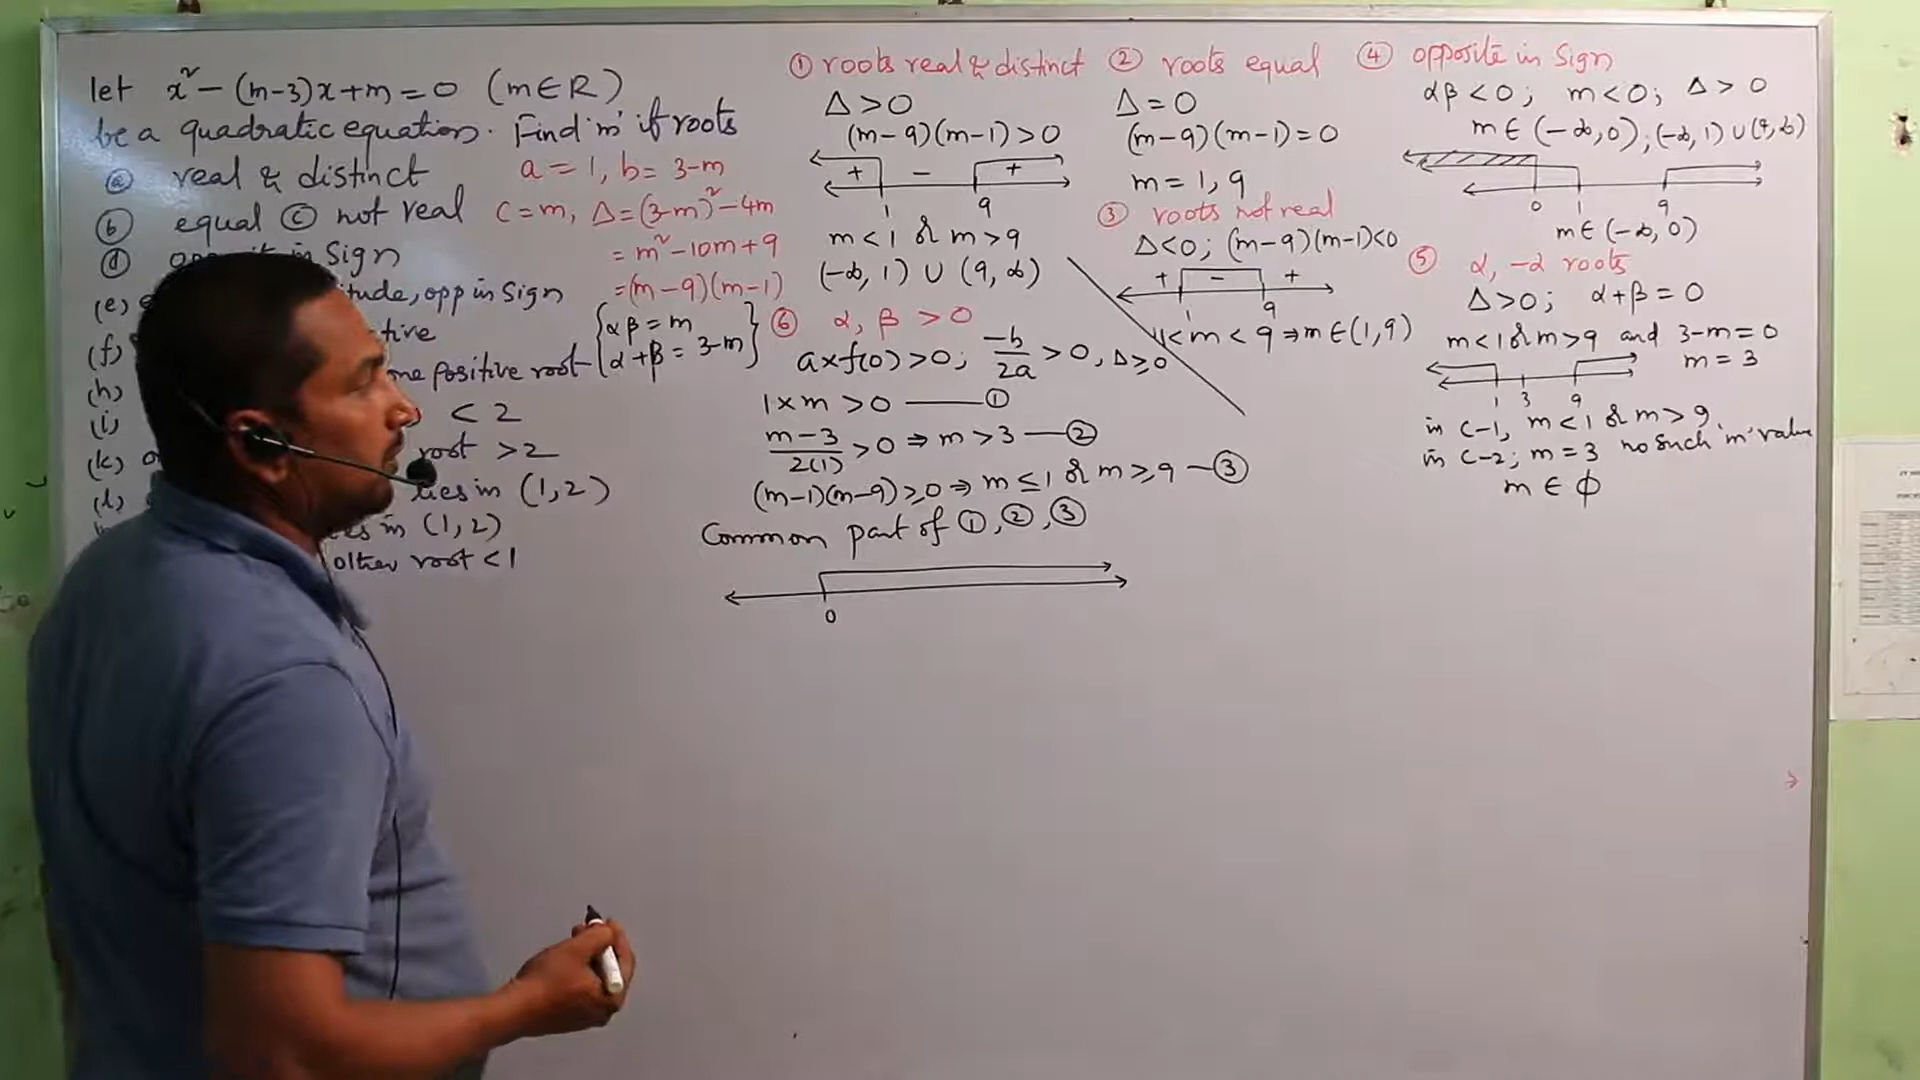 let x² - (m-3)x+m=0 (m∈R)
be a quadratic equation. Find 'm' if roots
ⓐ real & distinct
ⓑ equal ⓒ not real
ⓓ in Sign
(e) itude, opp in Sign
(f) tive
(h) one positive root
(i) < 2
(k) root > 2
(l) lies in (1,2)
in (1,2)
other root < 1
a = 1, b = 3-m
c = m, Δ = (3-m)² - 4m
= m² - 10m + 9
= (m-9)(m-1)
{αβ = m
α+β = 3-m}
① roots real & distinct
Δ > 0
(m-9)(m-1) > 0
+ - +
1 9
m < 1 or m > 9
(-∞, 1) ∪ (9, ∞)
② roots equal
Δ = 0
(m-9)(m-1) = 0
m = 1, 9
③ roots not real
Δ<0; (m-9)(m-1)<0
+ - +
1 9
1< m < 9 ⇒ m ∈ (1,9)
④ opposite in Sign
αβ < 0; m < 0; Δ > 0
m ∈ (-∞, 0); (-∞, 1) ∪ (9, ∞)
0 1 9
m ∈ (-∞, 0)
⑤ α, -α roots
Δ > 0; α+β = 0
m < 1 or m > 9 and 3-m = 0
m = 3
1 3 9
in C-1, m < 1 or m > 9
in C-2; m = 3 no such 'm' value
m ∈ ϕ
⑥ α, β > 0
a×f(0) > 0; -b/2a > 0, Δ ≥ 0
1×m > 0 —— ①
m-3/2(1) > 0 ⇒ m > 3 — ②
(m-1)(m-9) ≥ 0 ⇒ m ≤ 1 or m ≥ 9 — ③
Common part of ①, ②, ③
0